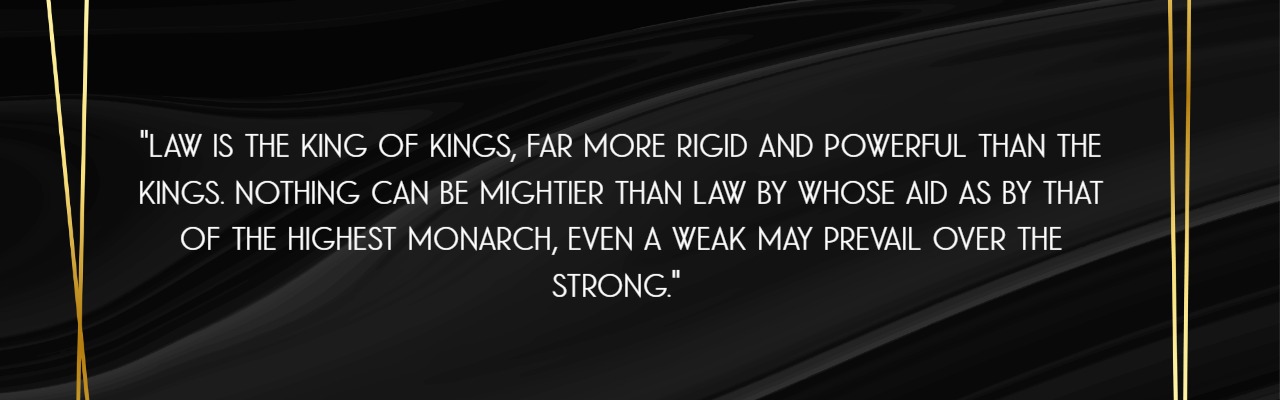 "LAW IS THE KING OF KINGS, FAR MORE RIGID AND POWERFUL THAN THE
KINGS. NOTHING CAN BE MIGHTIER THAN LAW BY WHOSE AID AS BY THAT
OF THE HIGHEST MONARCH, EVEN A WEAK MAY PREVAIL OVER THE
STRONG."